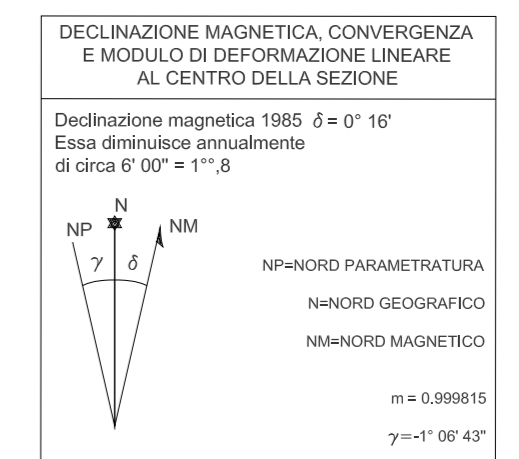 DECLINAZIONE MAGNETICA, CONVERGENZA
E MODULO DI DEFORMAZIONE LINEARE
AL CENTRO DELLA SEZIONE
Declinazione magnetica 1985 δ = 0° 16'
Essa diminuisce annualmente
di circa 6' 00" = 1°°,8
N
NP NM
γ δ
NP=NORD PARAMETRATURA
N=NORD GEOGRAFICO
NM=NORD MAGNETICO
m = 0.999815
γ=-1° 06' 43"